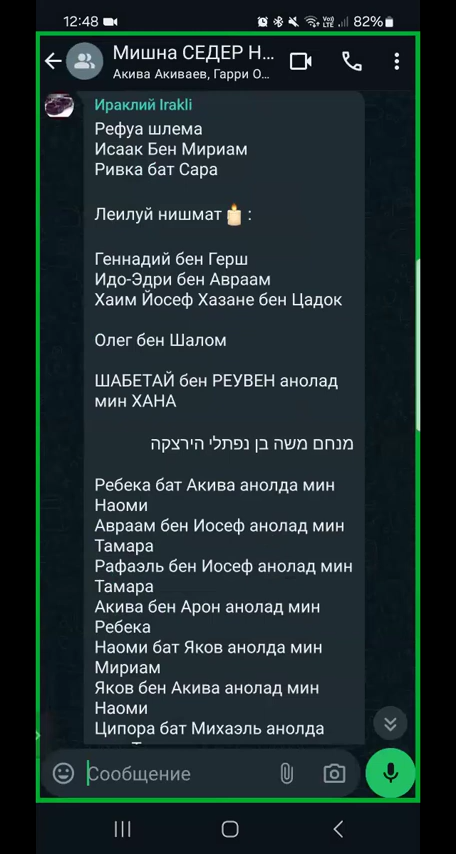 12:48
82%
Мишна СЕДЕР Н...
Акива Акиваев, Гарри О...
Ираклий Irakli
Рефуа шлема
Исаак Бен Мириам
Ривка бат Сара
Леилуй нишмат🕯️:
Геннадий бен Герш
Идо-Эдри бен Авраам
Хаим Йосеф Хазане бен Цадок
Олег бен Шалом
ШАБЕТАЙ бен РЕУВЕН анолад
мин ХАНА
מנחם משה בן נפתלי הירצקה
Ребека бат Акива анолда мин
Наоми
Авраам бен Иосеф анолад мин
Тамара
Рафаэль бен Иосеф анолад мин
Тамара
Акива бен Арон анолад мин
Ребека
Наоми бат Яков анолда мин
Мириам
Яков бен Акива анолад мин
Наоми
Ципора бат Михаэль анолда
Сообщение